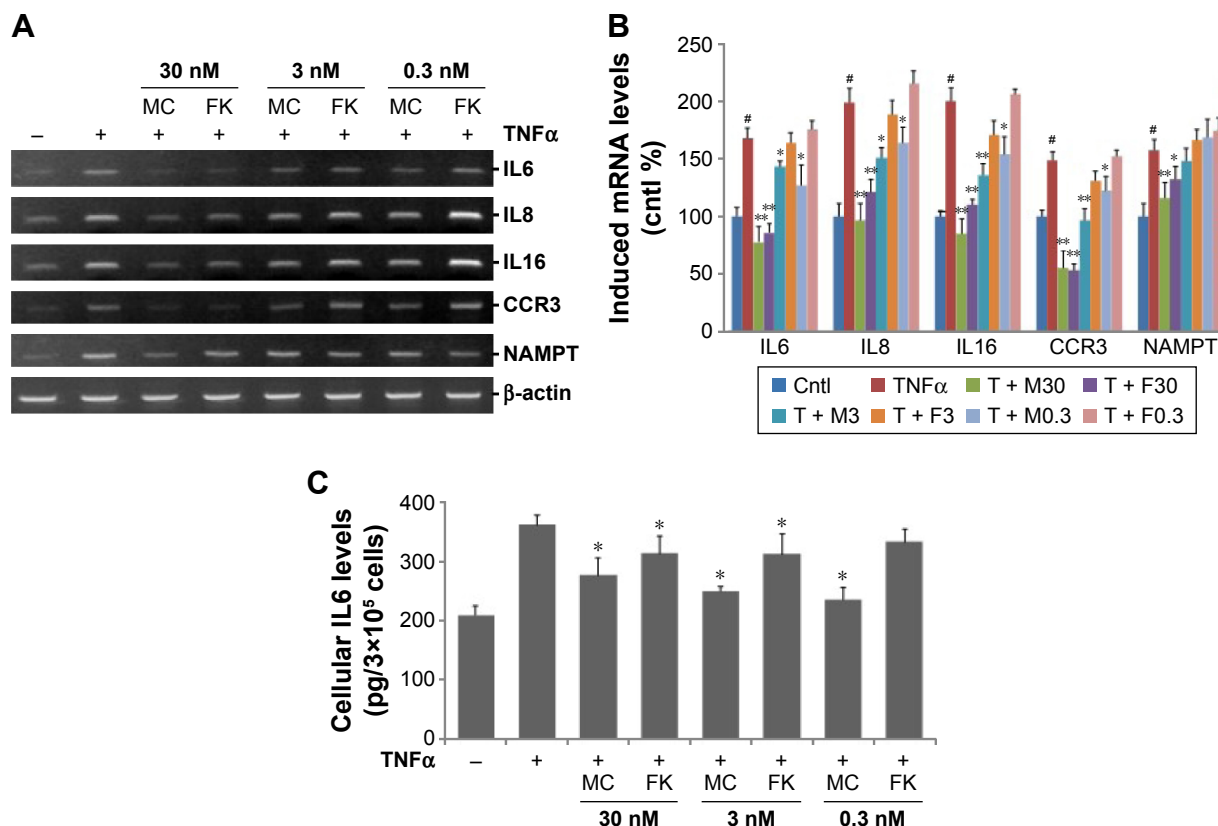 A
30 nM 3 nM 0.3 nM
MC FK MC FK MC FK
– + + + + + + + TNFα
IL6
IL8
IL16
CCR3
NAMPT
β-actin
B
Induced mRNA levels
(cntl %)
250
200
150
100
50
0
# # # # #
** ** * *
** ** * *
** ** ** *
** ** ** *
** *
IL6 IL8 IL16 CCR3 NAMPT
Cntl TNFα T + M30 T + F30
T + M3 T + F3 T + M0.3 T + F0.3
C
Cellular IL6 levels
(pg/3×10⁵ cells)
400
300
200
100
0
* * * * *
TNFα – + + + + + + +
MC FK MC FK MC FK
30 nM 3 nM 0.3 nM